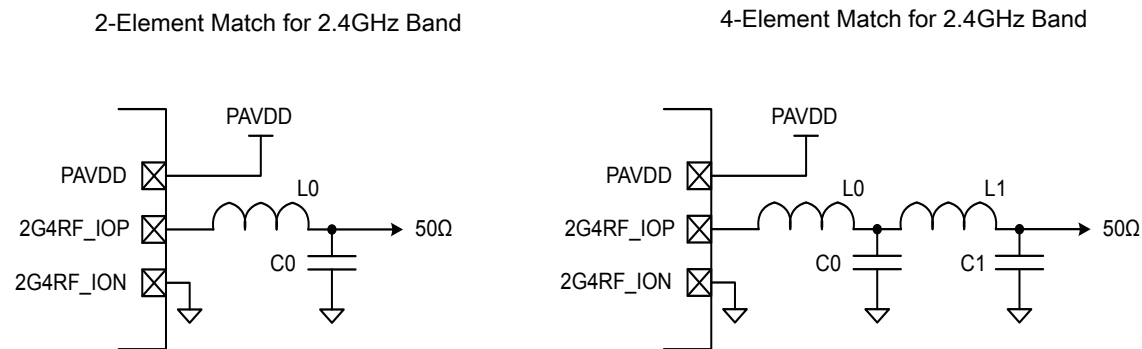 2-Element Match for 2.4GHz Band
4-Element Match for 2.4GHz Band
PAVDD
PAVDD
L0
2G4RF_IOP
50Ω
C0
2G4RF_ION
PAVDD
PAVDD
L0
L1
2G4RF_IOP
50Ω
C0
C1
2G4RF_ION